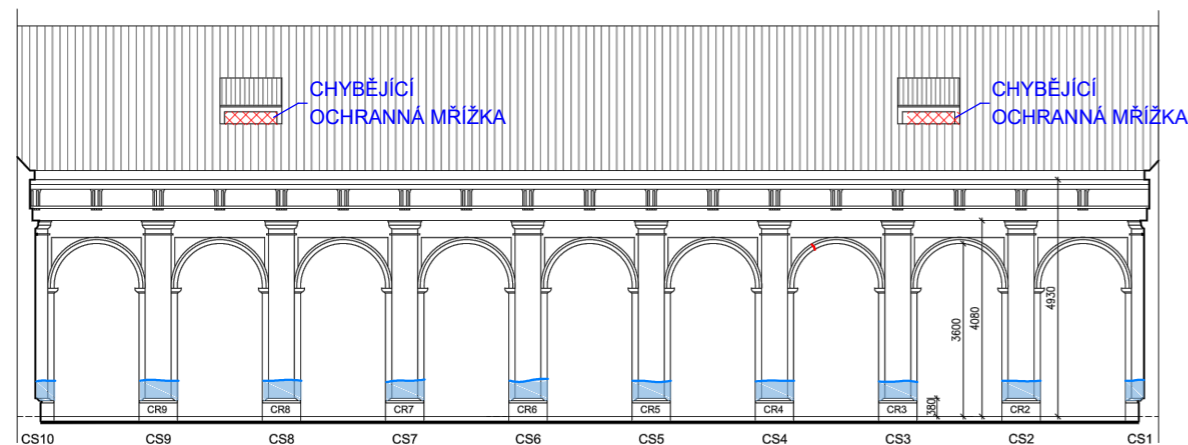 CHYBĚJÍCÍ
OCHRANNÁ MŘÍŽKA
CHYBĚJÍCÍ
OCHRANNÁ MŘÍŽKA
3600
4080
4930
380
CR9
CR8
CR7
CR6
CR5
CR4
CR3
CR2
CS10
CS9
CS8
CS7
CS6
CS5
CS4
CS3
CS2
CS1